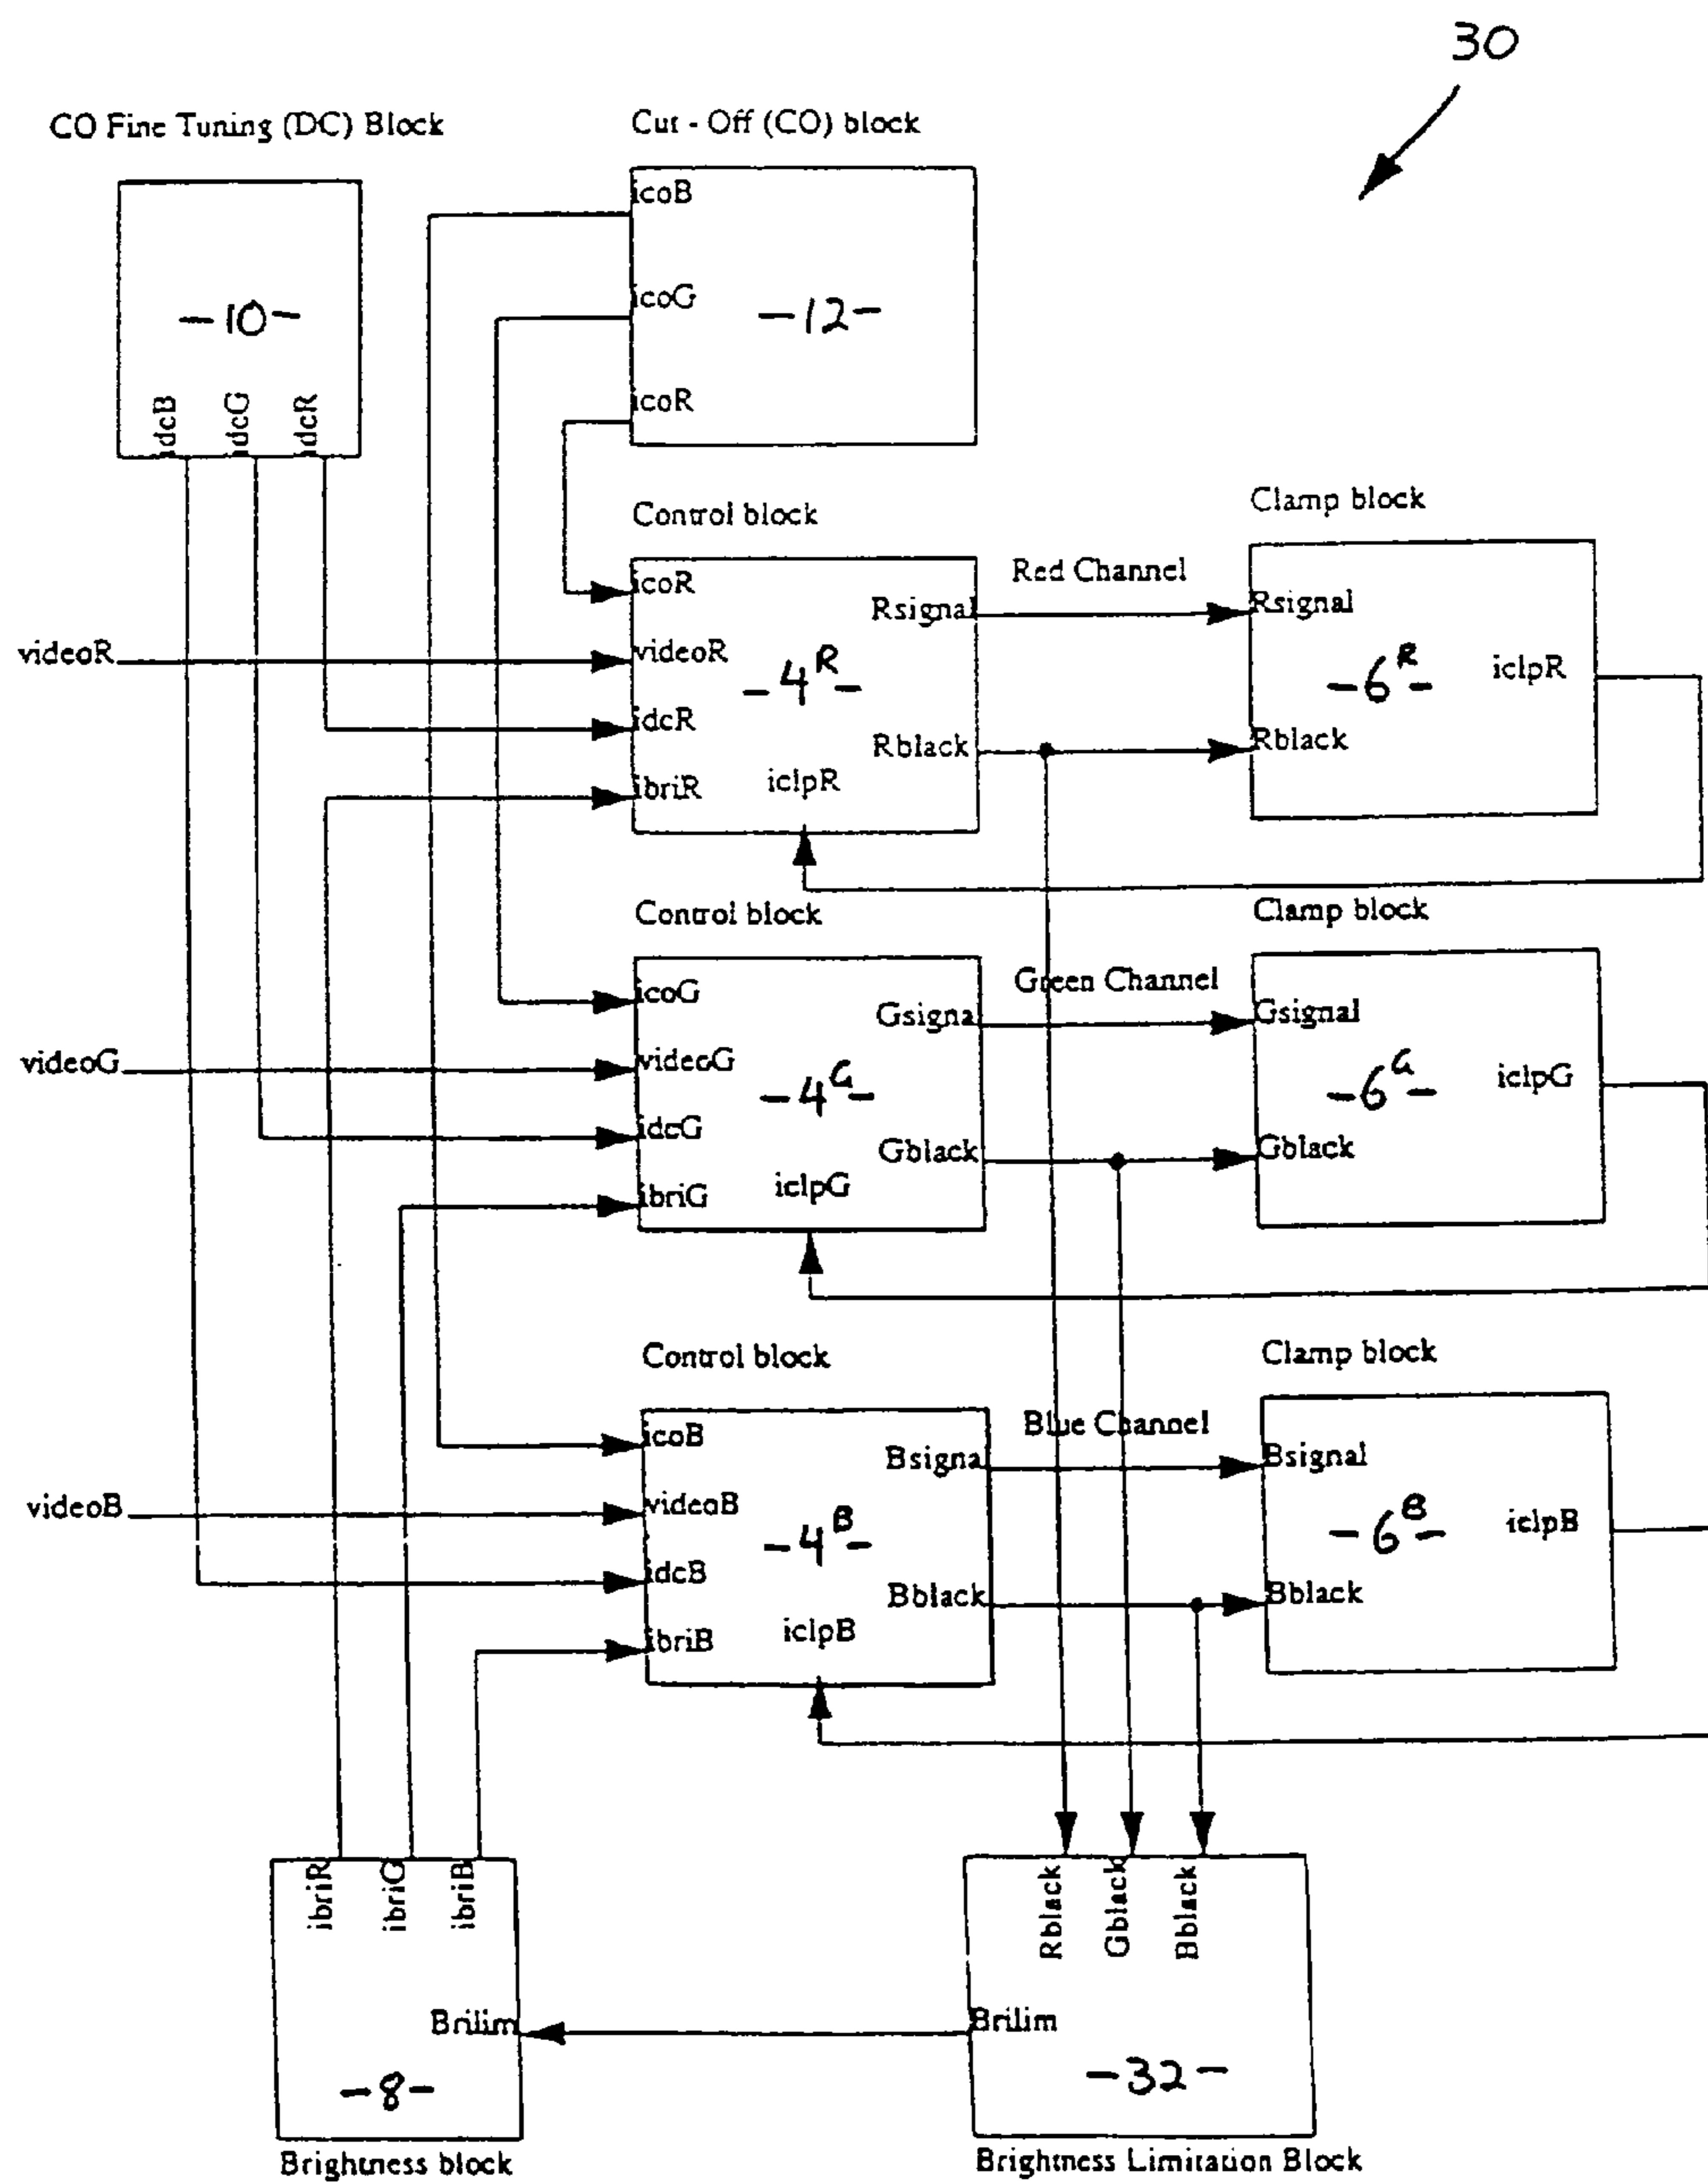 30
CO Fine Tuning (DC) Block
Cut - Off (CO) block
-10-
idcB
idcG
idcR
icoB
icoG
icoR
-12-
Control block
Clamp block
Red Channel
videoR
icoR
videoR
idcR
ibriR
Rsignal
-4R-
Rblack
iclpR
Rsignal
-6R-
iclpR
Rblack
Control block
Clamp block
Green Channel
videoG
icoG
videoG
idcG
ibriG
Gsigna
-4G-
Gblack
iclpG
Gsignal
-6G-
iclpG
Gblack
Control block
Clamp block
Blue Channel
videoB
icoB
videoB
idcB
ibriB
Bsigna
-4B-
Bblack
iclpB
Bsignal
-6B-
iclpB
Bblack
ibriR
ibriG
ibriB
Brilim
-8-
Brightness block
Rblack
Gblack
Bblack
Brilim
-32-
Brightness Limitation Block